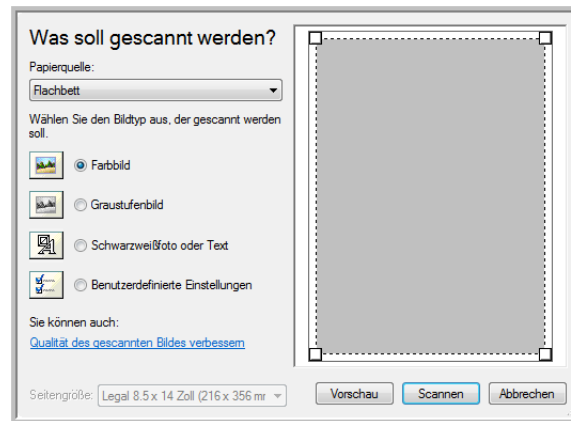 Was soll gescannt werden?
Papierquelle:
Flachbett
Wählen Sie den Bildtyp aus, der gescannt werden
soll.
Farbbild
Graustufenbild
Schwarzweißfoto oder Text
Benutzerdefinierte Einstellungen
Sie können auch:
Qualität des gescannten Bildes verbessern
Seitengröße: Legal 8.5 x 14 Zoll (216 x 356 mr
Vorschau Scannen Abbrechen